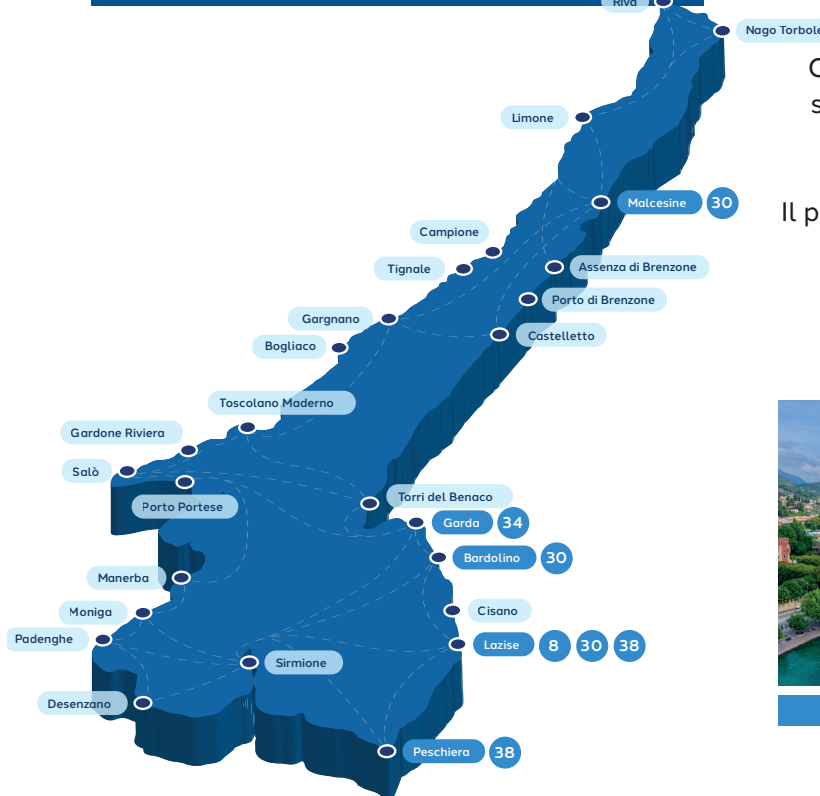 Riva
Nago Torbole
Limone
Malcesine 30
Il p
Campione
Tignale
Assenza di Brenzone
Porto di Brenzone
Gargnano
Castelletto
Bogliaco
Toscolano Maderno
Gardone Riviera
Salò
Torri del Benaco
Porto Portese
Garda 34
Bardolino 30
Manerba
Moniga
Cisano
Padenghe
Lazise 8 30 38
Sirmione
Desenzano
Peschiera 38